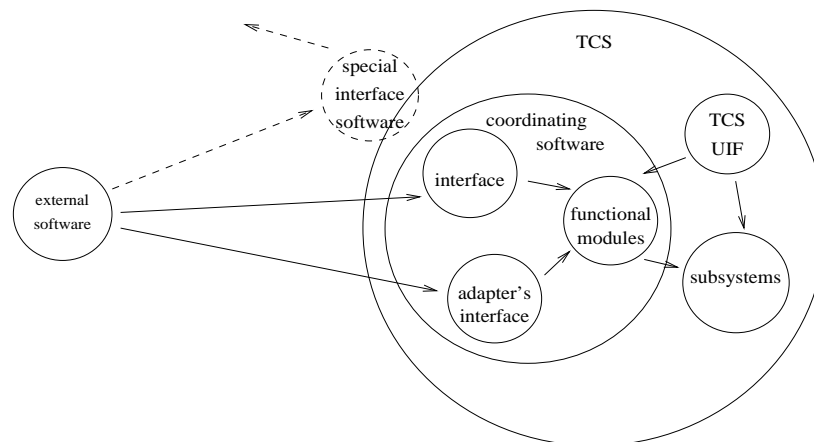 TCS
special
interface
software
coordinating
software
TCS
UIF
interface
external
software
functional
modules
subsystems
adapter's
interface